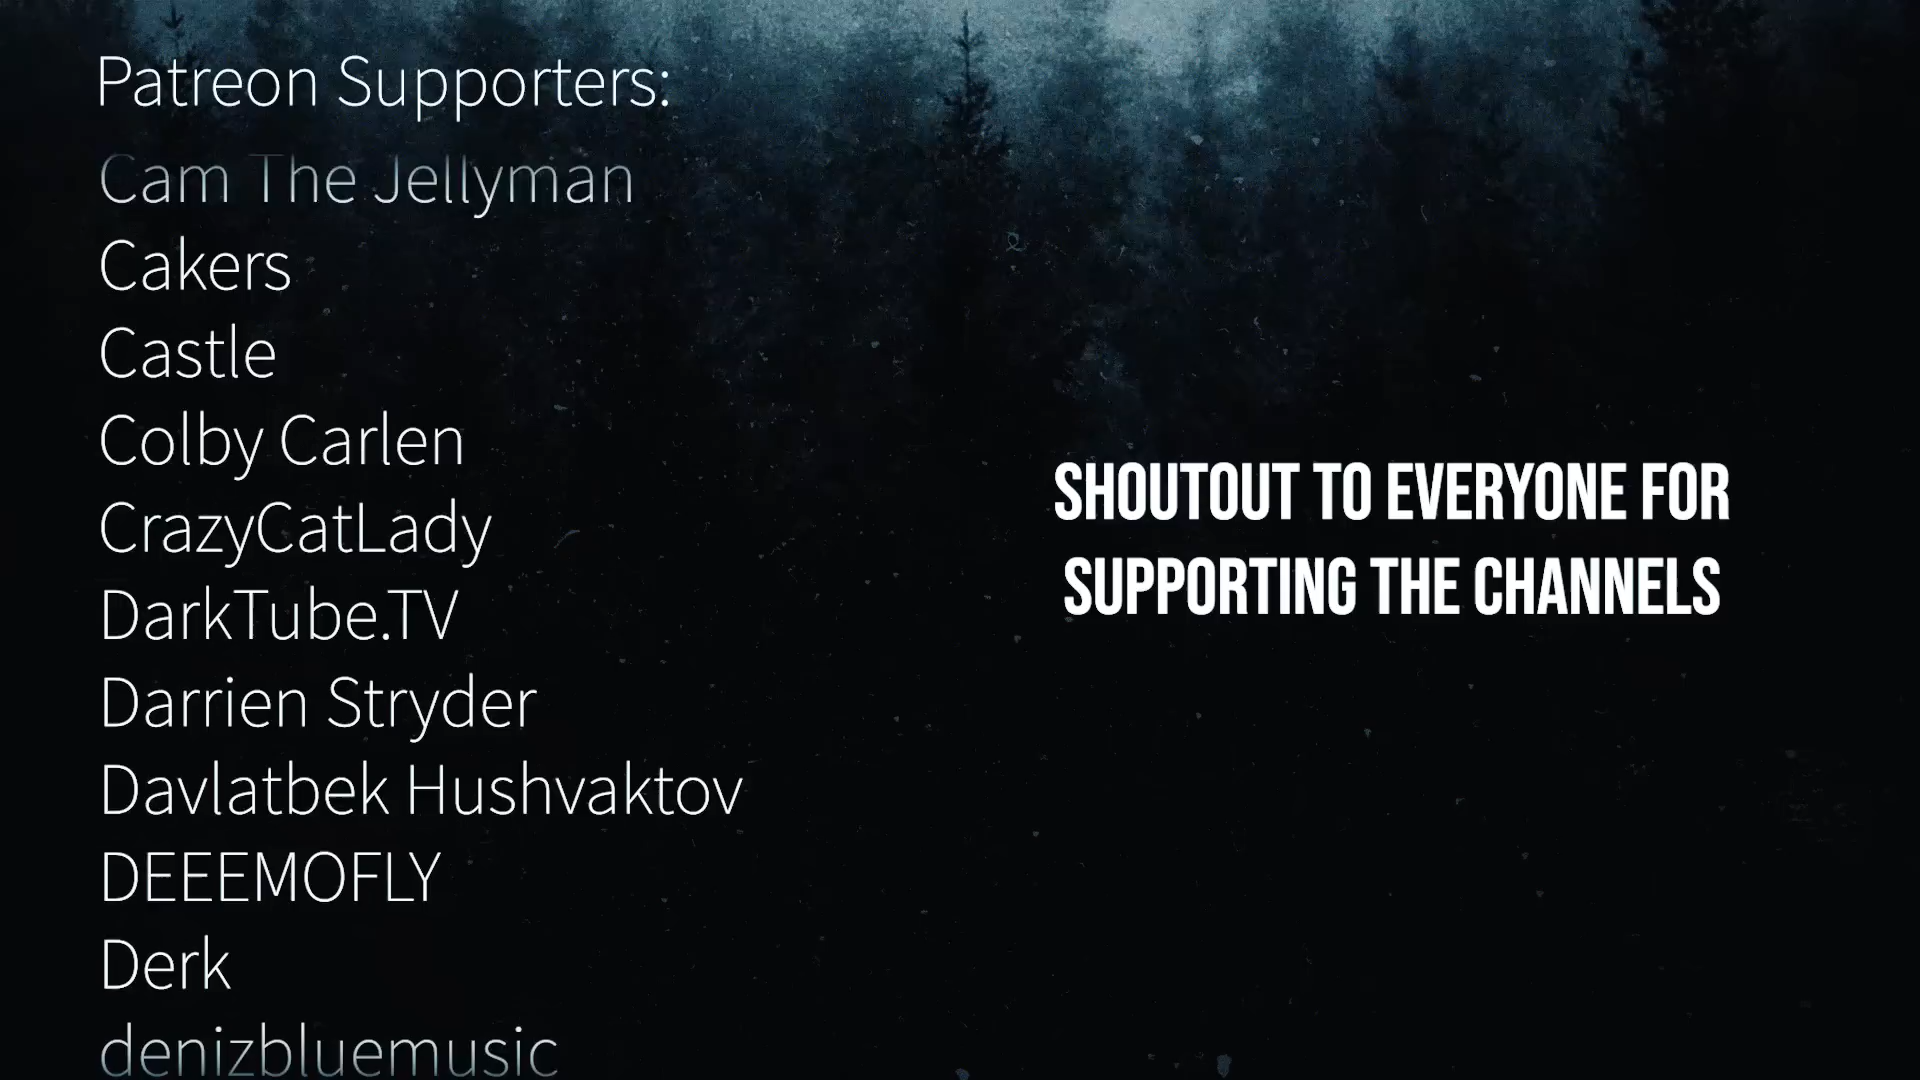 Patreon Supporters:
Cam The Jellyman
Cakers
Castle
Colby Carlen
CrazyCatLady
DarkTube.TV
Darrien Stryder
Davlatbek Hushvaktov
DEEEMOFLY
Derk
denizbluemusic
SHOUTOUT TO EVERYONE FOR
SUPPORTING THE CHANNELS